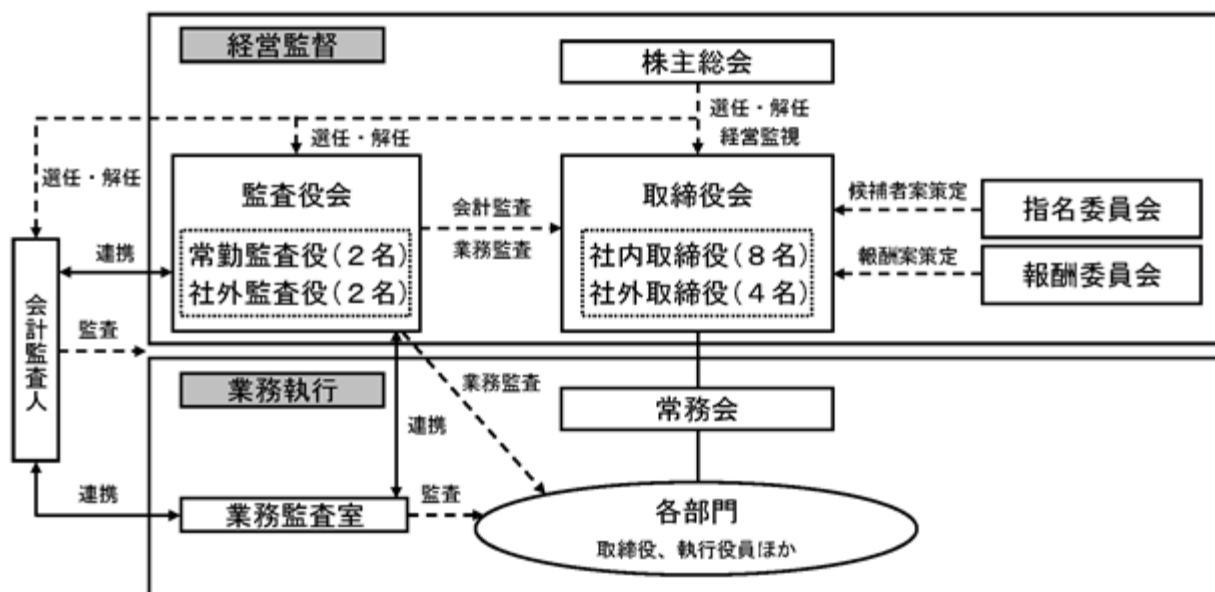 経営監督
株主総会
選任・解任
経営監視
選任・解任
選任・解任
監査役会
常勤監査役(2名)
社外監査役(2名)
会計監査
業務監査
取締役会
社内取締役(8名)
社外取締役(4名)
候補者案策定
指名委員会
報酬案策定
報酬委員会
連携
会計監査人
監査
業務執行
業務監査
常務会
連携
連携
業務監査室
監査
各部門
取締役、執行役員ほか